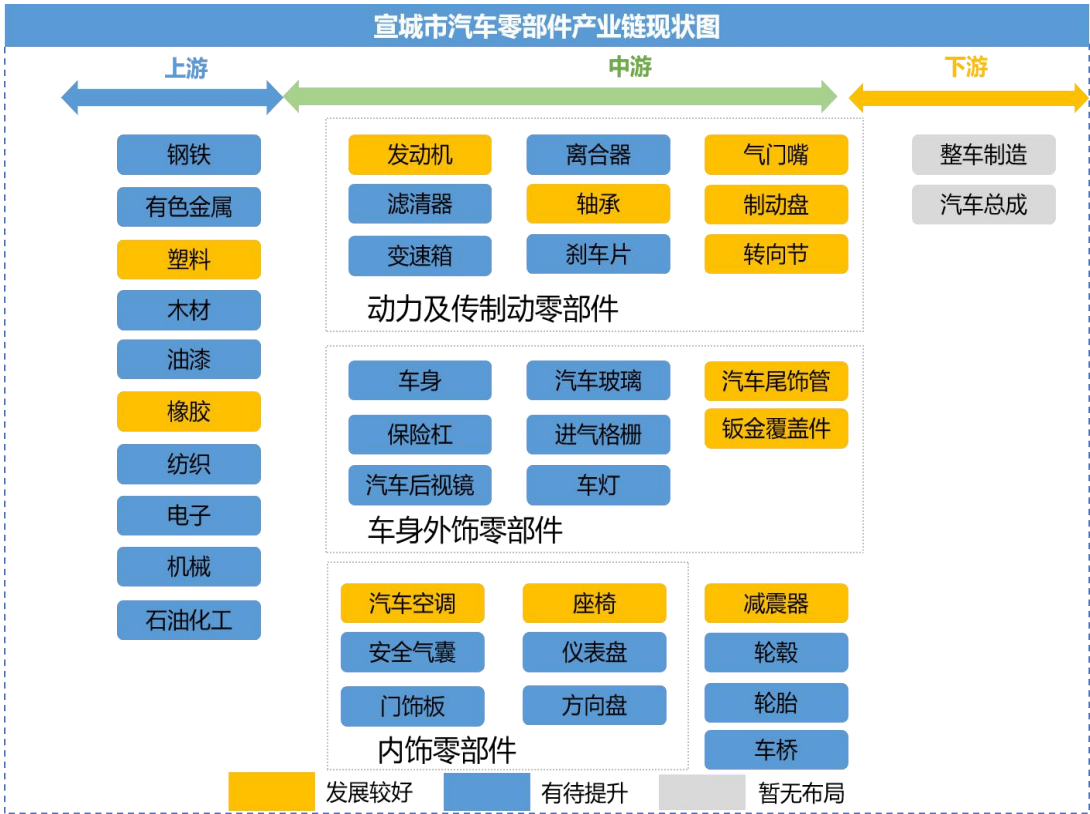 宣城市汽车零部件产业链现状图
上游
中游
下游
钢铁
有色金属
塑料
木材
油漆
橡胶
纺织
电子
机械
石油化工
发动机
离合器
气门嘴
滤清器
轴承
制动盘
变速箱
刹车片
转向节
动力及传制动零部件
车身
汽车玻璃
汽车尾饰管
保险杠
进气格栅
钣金覆盖件
汽车后视镜
车灯
车身外饰零部件
汽车空调
座椅
安全气囊
仪表盘
门饰板
方向盘
内饰零部件
减震器
轮毂
轮胎
车桥
整车制造
汽车总成
发展较好
有待提升
暂无布局